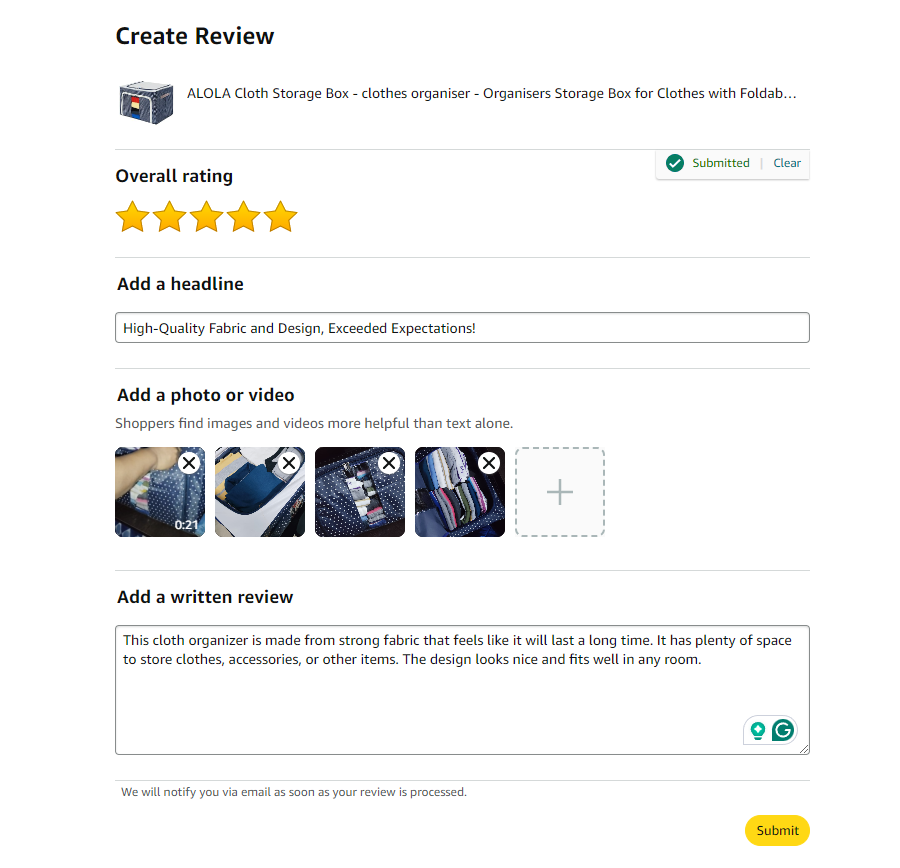 Create Review
ALOLA Cloth Storage Box - clothes organiser - Organisers Storage Box for Clothes with Foldab...
Submitted | Clear
Overall rating
Add a headline
High-Quality Fabric and Design, Exceeded Expectations!
Add a photo or video
Shoppers find images and videos more helpful than text alone.
0:21
Add a written review
This cloth organizer is made from strong fabric that feels like it will last a long time. It has plenty of space
to store clothes, accessories, or other items. The design looks nice and fits well in any room.
We will notify you via email as soon as your review is processed.
Submit